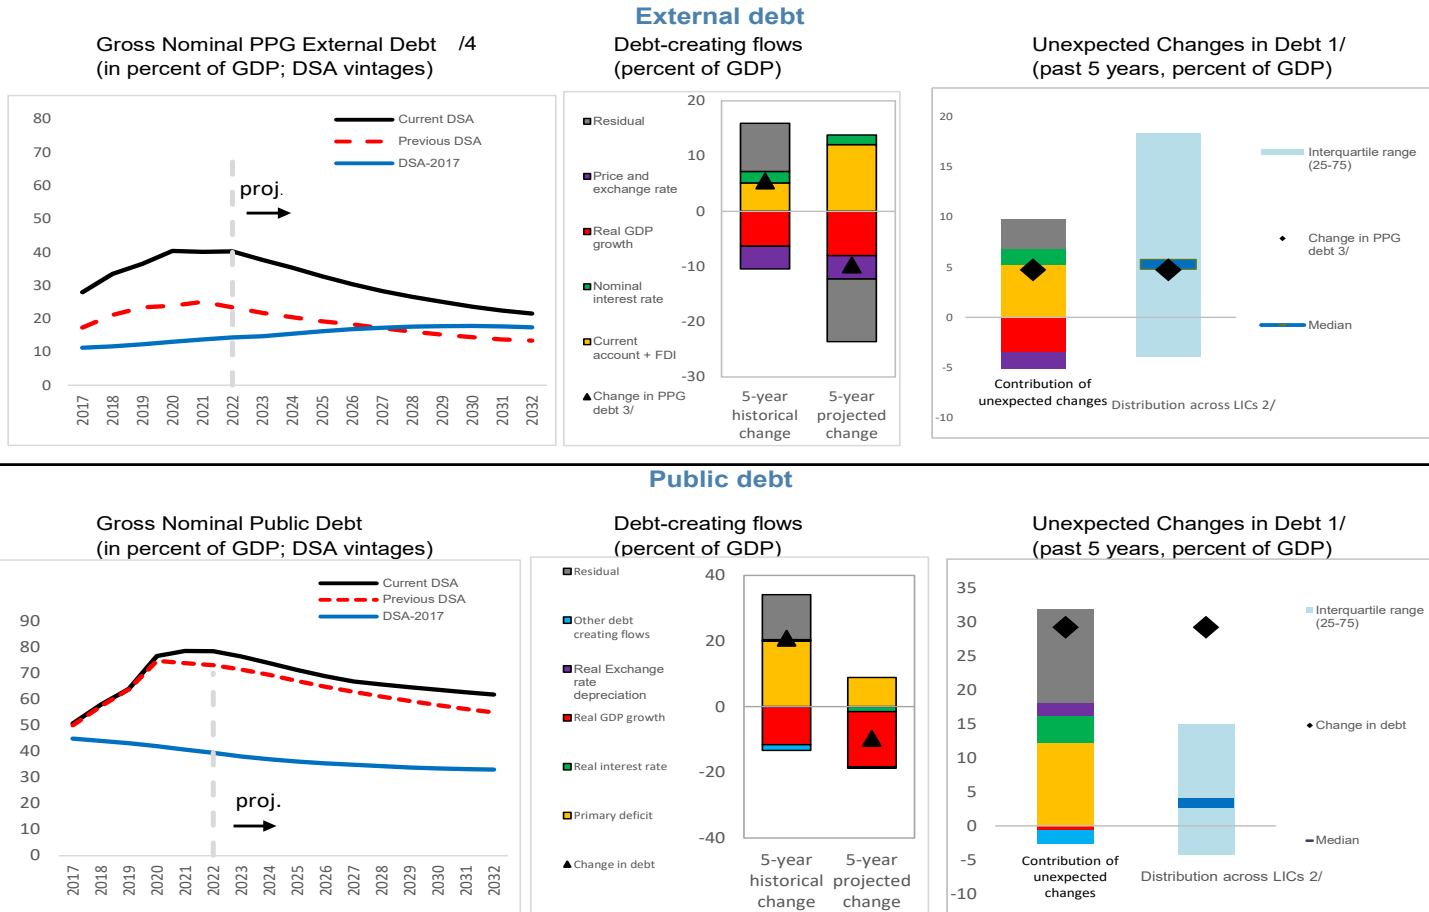 External debt
Gross Nominal PPG External Debt /4
(in percent of GDP; DSA vintages)
Debt-creating flows
(percent of GDP)
Unexpected Changes in Debt 1/
(past 5 years, percent of GDP)
80
70
60
50
40
30
20
10
0
Current DSA
Previous DSA
DSA-2017
proj.
2017
2018
2019
2020
2021
2022
2023
2024
2025
2026
2027
2028
2029
2030
2031
2032
Residual
Price and
exchange rate
Real GDP
growth
Nominal
interest rate
Current
account + FDI
Change in PPG
debt 3/
20
10
0
-10
-20
-30
5-year
historical
change
5-year
projected
change
20
15
10
5
0
-5
-10
Contribution of
unexpected changes
Distribution across LICs 2/
Interquartile range
(25-75)
Change in PPG
debt 3/
Median
Public debt
Gross Nominal Public Debt
(in percent of GDP; DSA vintages)
Debt-creating flows
(percent of GDP)
Unexpected Changes in Debt 1/
(past 5 years, percent of GDP)
90
80
70
60
50
40
30
20
10
0
Current DSA
Previous DSA
DSA-2017
proj.
2017
2018
2019
2020
2021
2022
2023
2024
2025
2026
2027
2028
2029
2030
2031
2032
Residual
Other debt
creating flows
Real Exchange
rate
depreciation
Real GDP growth
Real interest rate
Primary deficit
Change in debt
40
20
0
-20
-40
5-year
historical
change
5-year
projected
change
35
30
25
20
15
10
5
0
-5
-10
Contribution of
unexpected
changes
Distribution across LICs 2/
Interquartile range
(25-75)
Change in debt
Median